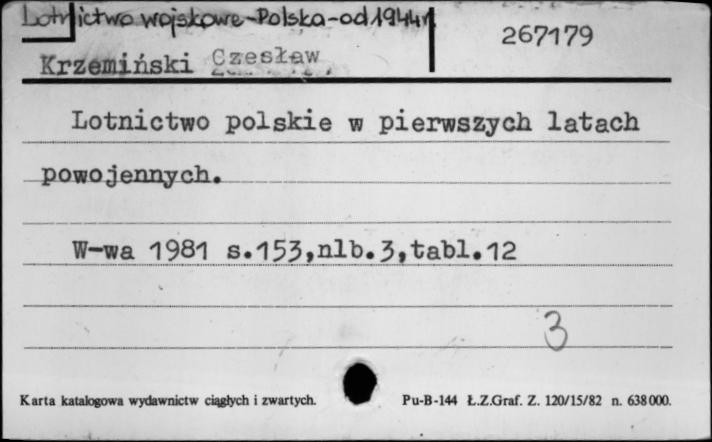 Lotnictwo wojskowe-Polska-od 1944r
267179
Krzemiński Czesław
Lotnictwo polskie w pierwszych latach
powojennych.
W-wa 1981 s.153,nlb.3,tabl.12
3
Karta katalogowa wydawnictw ciągłych i zwartych.
Pu-B-144 Ł.Z.Graf. Z. 120/15/82 n. 638000.